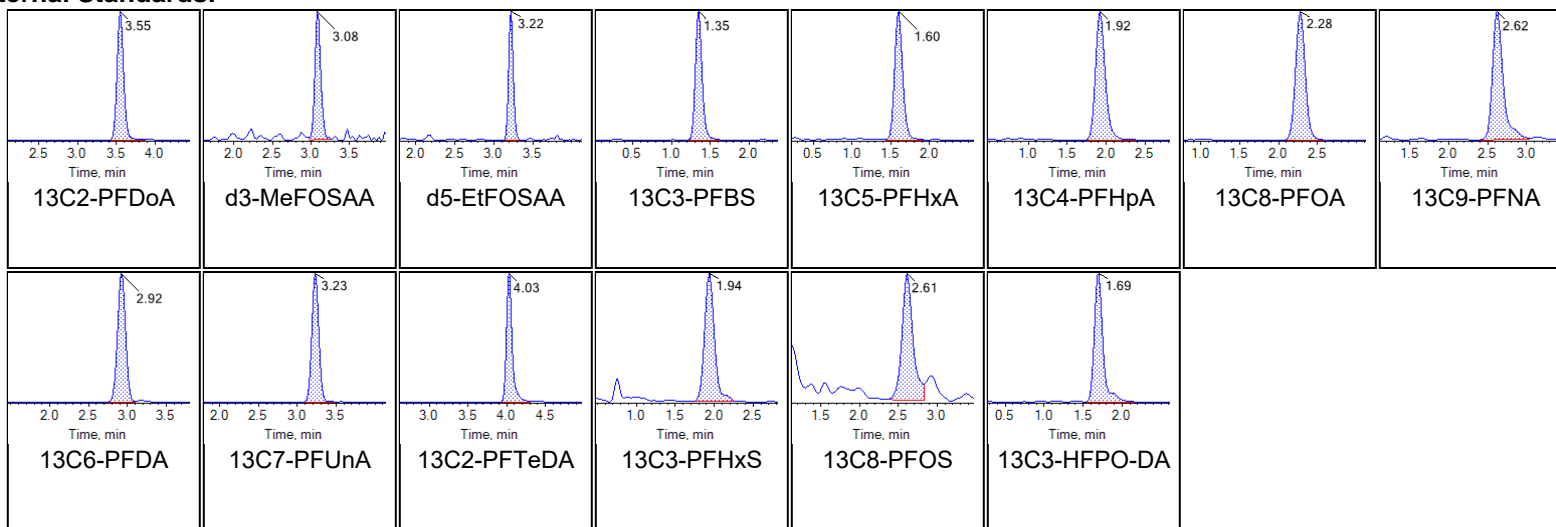 ternal Standards:
3.55 3.08 3.22 1.35 1.60 1.92 2.28 2.62
2.5 3.0 3.5 4.0 2.0 2.5 3.0 3.5 2.0 2.5 3.0 3.5 0.5 1.0 1.5 2.0 0.5 1.0 1.5 2.0 1.0 1.5 2.0 2.5 1.0 1.5 2.0 2.5 1.5 2.0 2.5 3.0
Time, min Time, min Time, min Time, min Time, min Time, min Time, min Time, min
13C2-PFDoA d3-MeFOSAA d5-EtFOSAA 13C3-PFBS 13C5-PFHxA 13C4-PFHpA 13C8-PFOA 13C9-PFNA
2.92 3.23 4.03 1.94 2.61 1.69
2.0 2.5 3.0 3.5 2.0 2.5 3.0 3.5 3.0 3.5 4.0 4.5 1.0 1.5 2.0 2.5 1.5 2.0 2.5 3.0 0.5 1.0 1.5 2.0
Time, min Time, min Time, min Time, min Time, min Time, min
13C6-PFDA 13C7-PFUnA 13C2-PFTeDA 13C3-PFHxS 13C8-PFOS 13C3-HFPO-DA